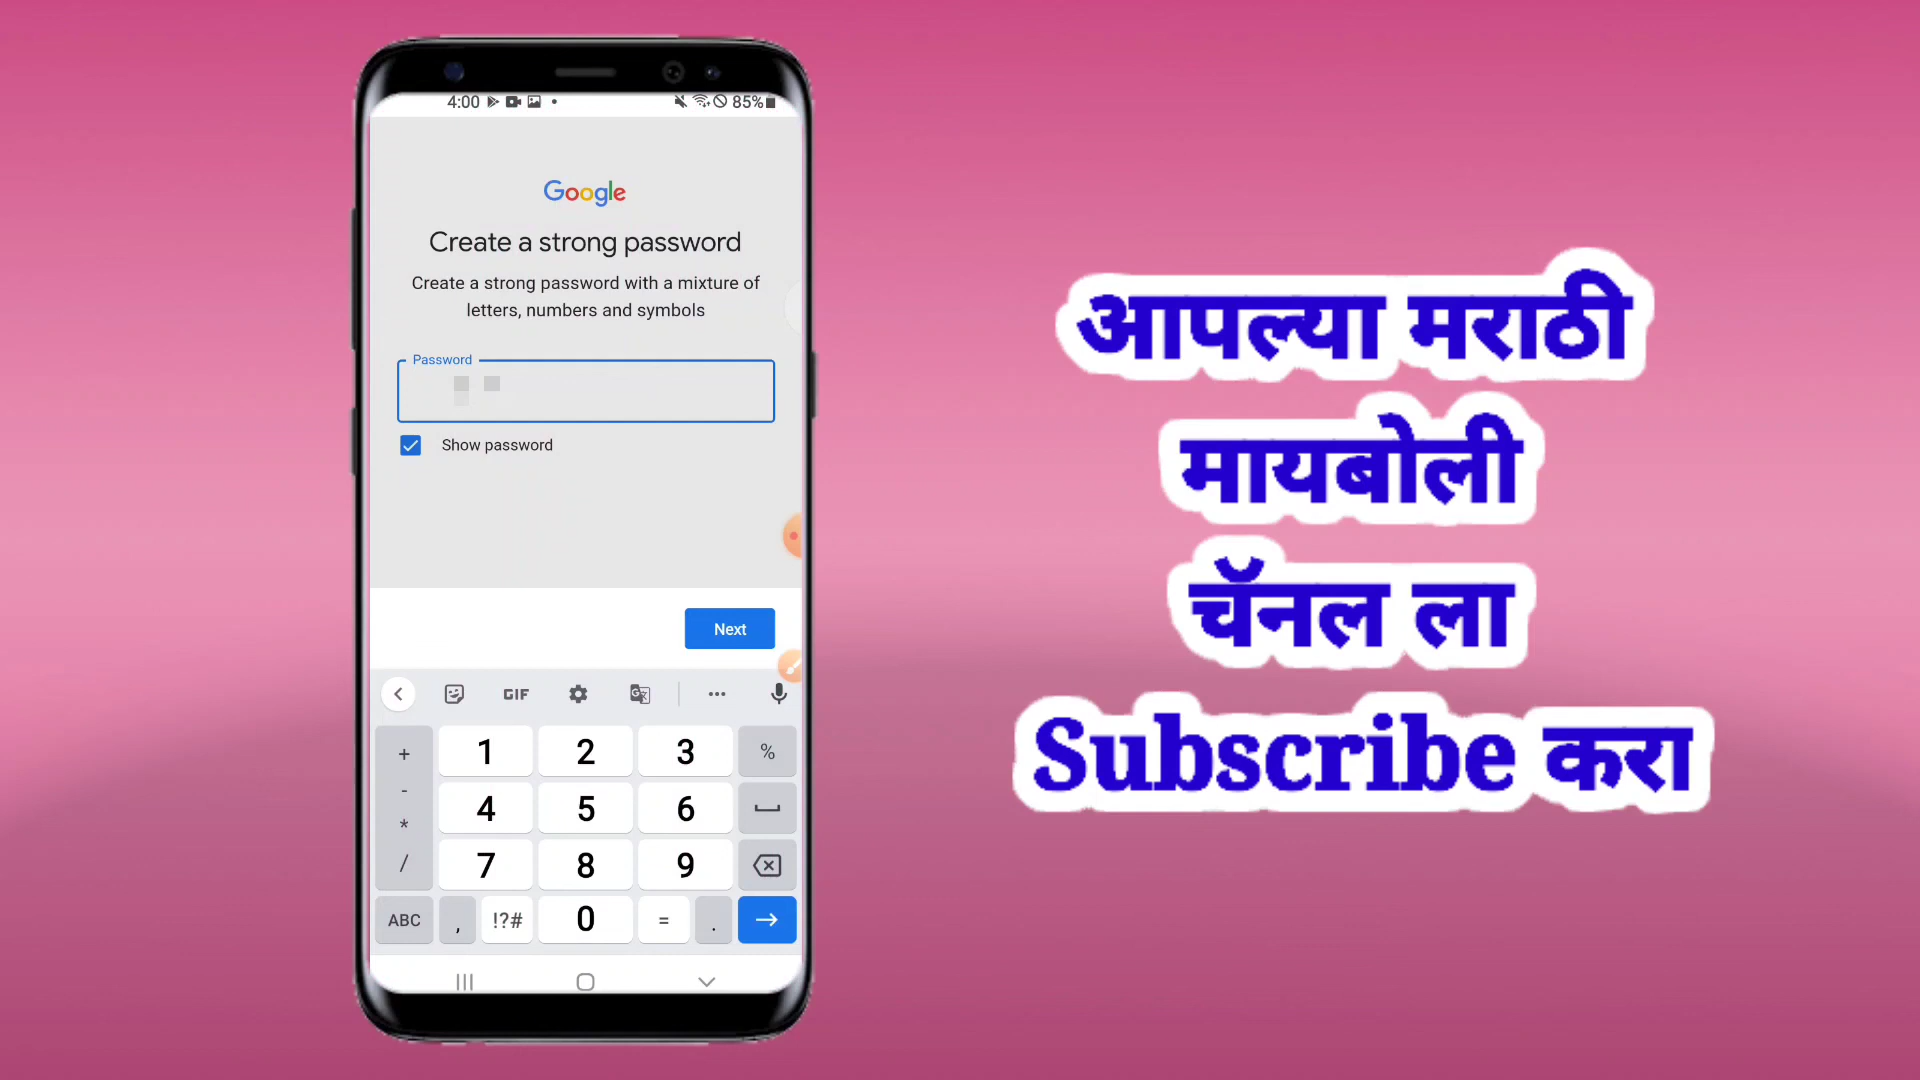 4:00
85%
Google
Create a strong password
Create a strong password with a mixture of
letters, numbers and symbols
Password
Show password
Next
GIF
+ 1 2 3 %
-
4 5 6
*
/ 7 8 9
ABC , !?# 0 = .
आपल्या मराठी
मायबोली
चॅनल ला
Subscribe करा